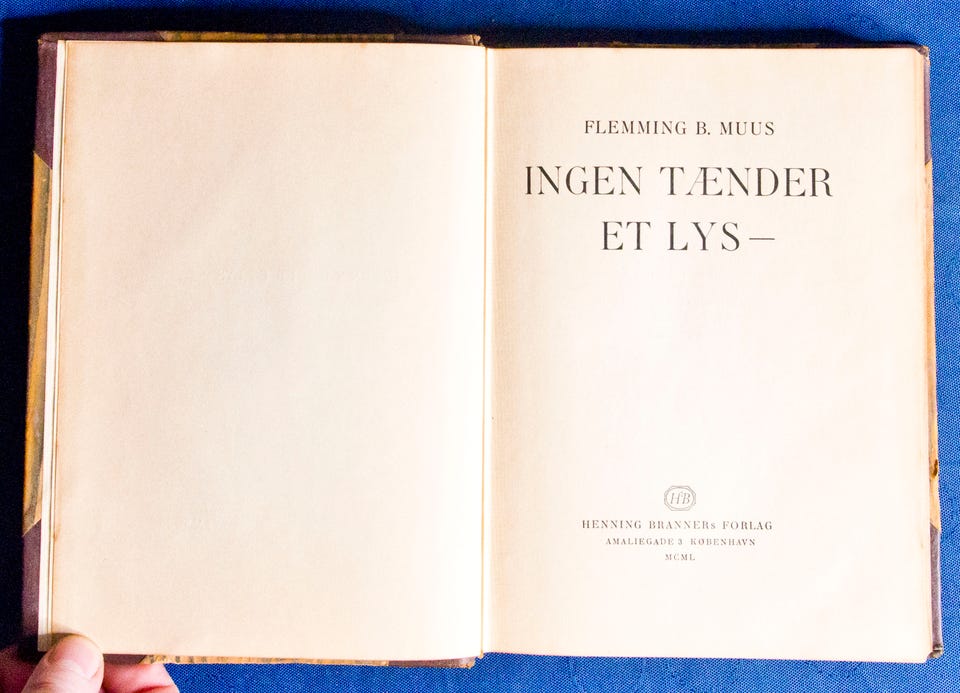 FLEMMING B. MUUS
INGEN TÆNDER
ET LYS—
HB
HENNING BRANNERs FORLAG
AMALIEGADE 3 KØBENHAVN
MCML